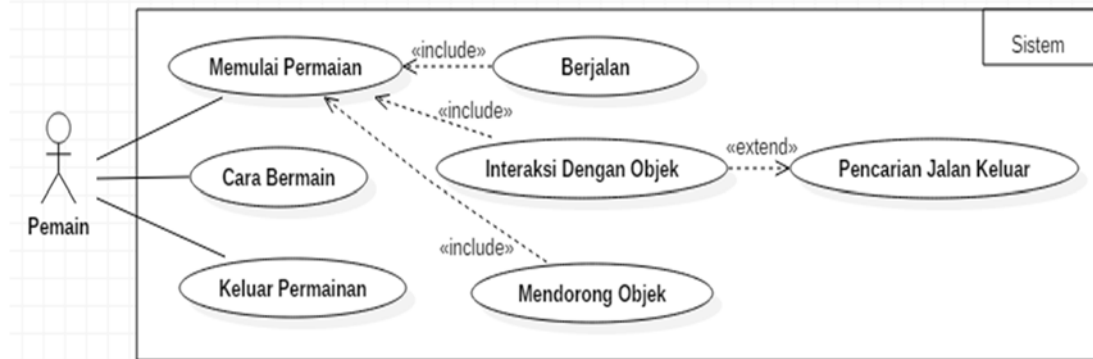 Sistem
Memulai Permaian
«include»
Berjalan
«include»
Interaksi Dengan Objek
«extend»
Pencarian Jalan Keluar
Cara Bermain
Pemain
«include»
Keluar Permainan
Mendorong Objek